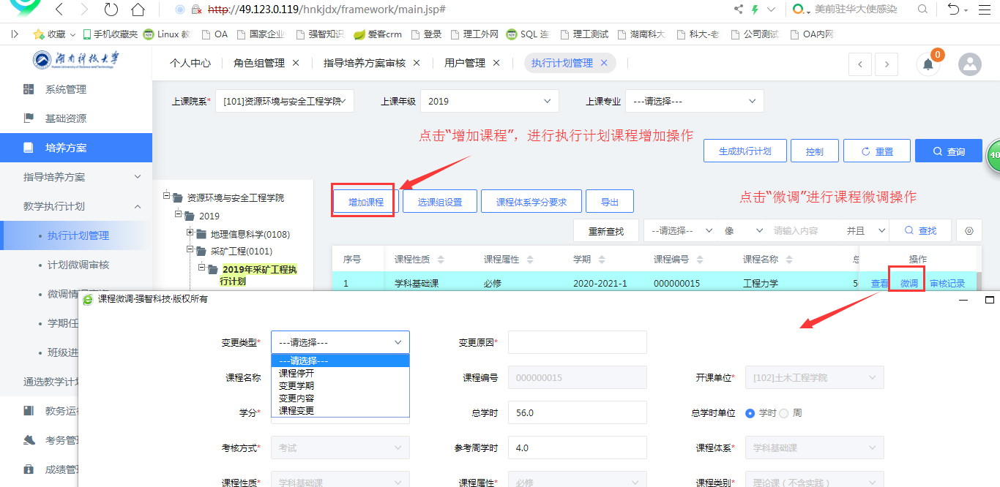 http://49.123.0.119/hnkjdx/framework/main.jsp#
美前驻华大使感染
收藏 手机收藏夹 Linux 教 OA 国家企业 强智知识 爱客crm 登录 理工外网 SQL 连 理工测试 湖南科大 科大-老 公司测试 OA内网
湖南科技大学
个人中心 角色组管理 × 指导培养方案审核 × 用户管理 × 执行计划管理 ×
0
系统管理
基础资源
培养方案
指导培养方案
教学执行计划
执行计划管理
计划微调审核
微调情
学期任
班级进
通选教学计划
教务运行
考务管理
成绩管理
上课院系* [101]资源环境与安全工程学院
上课年级 2019
上课专业 ---请选择---
点击“增加课程”，进行执行计划课程增加操作
生成执行计划 控制 重置 查询
40
资源环境与安全工程学院
2019
地理信息科学(0108)
采矿工程(0101)
2019年采矿工程执
行计划
增加课程 选课组设置 课程体系学分要求 导出
点击“微调”进行课程微调操作
重新查找 --请选择-- 像 请输入内容 并且 查找
序号 课程性质 课程属性 学期 课程编号 课程名称 总 操作
1 学科基础课 必修 2020-2021-1 000000015 工程力学 5 查看 微调 审核记录
课程微调·强智科技·版权所有
变更类型* ---请选择---
变更原因*
---请选择---
课程停开
变更学期
变更内容
课程变更
课程名称
课程编号 000000015
开课单位* [102]土木工程学院
学分*
总学时 56.0
总学时单位 学时 周
考核方式* 考试
参考周学时 4.0
课程体系* 学科基础课
课程性质* 学科基础课
课程属性* 必修
课程类别* 理论课（不含实践）